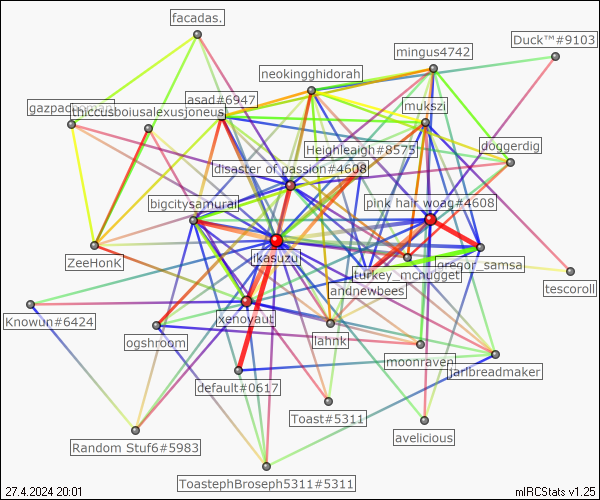 facadas.
Duck™#9103
mingus4742
neokingghidorah
asad#6947
mukszi
thiccusboiusalexusjoneus
Heighleaigh#8575
doggerdig
disaster of passion#4608
bigcitysamurai
pink hair woag#4608
ZeeHonk
ikasuzu
gregor_samsa
turkey_mcnugget
tescoroll
andnewbees
Knowun#6424
xenovaut
ogshroom
lahnk
moonraven
jarlbreadmaker
default#0617
Toast#5311
avelicious
Random Stuf6#5983
ToastephBroseph5311#5311
27.4.2024 20:01
mIRCStats v1.25